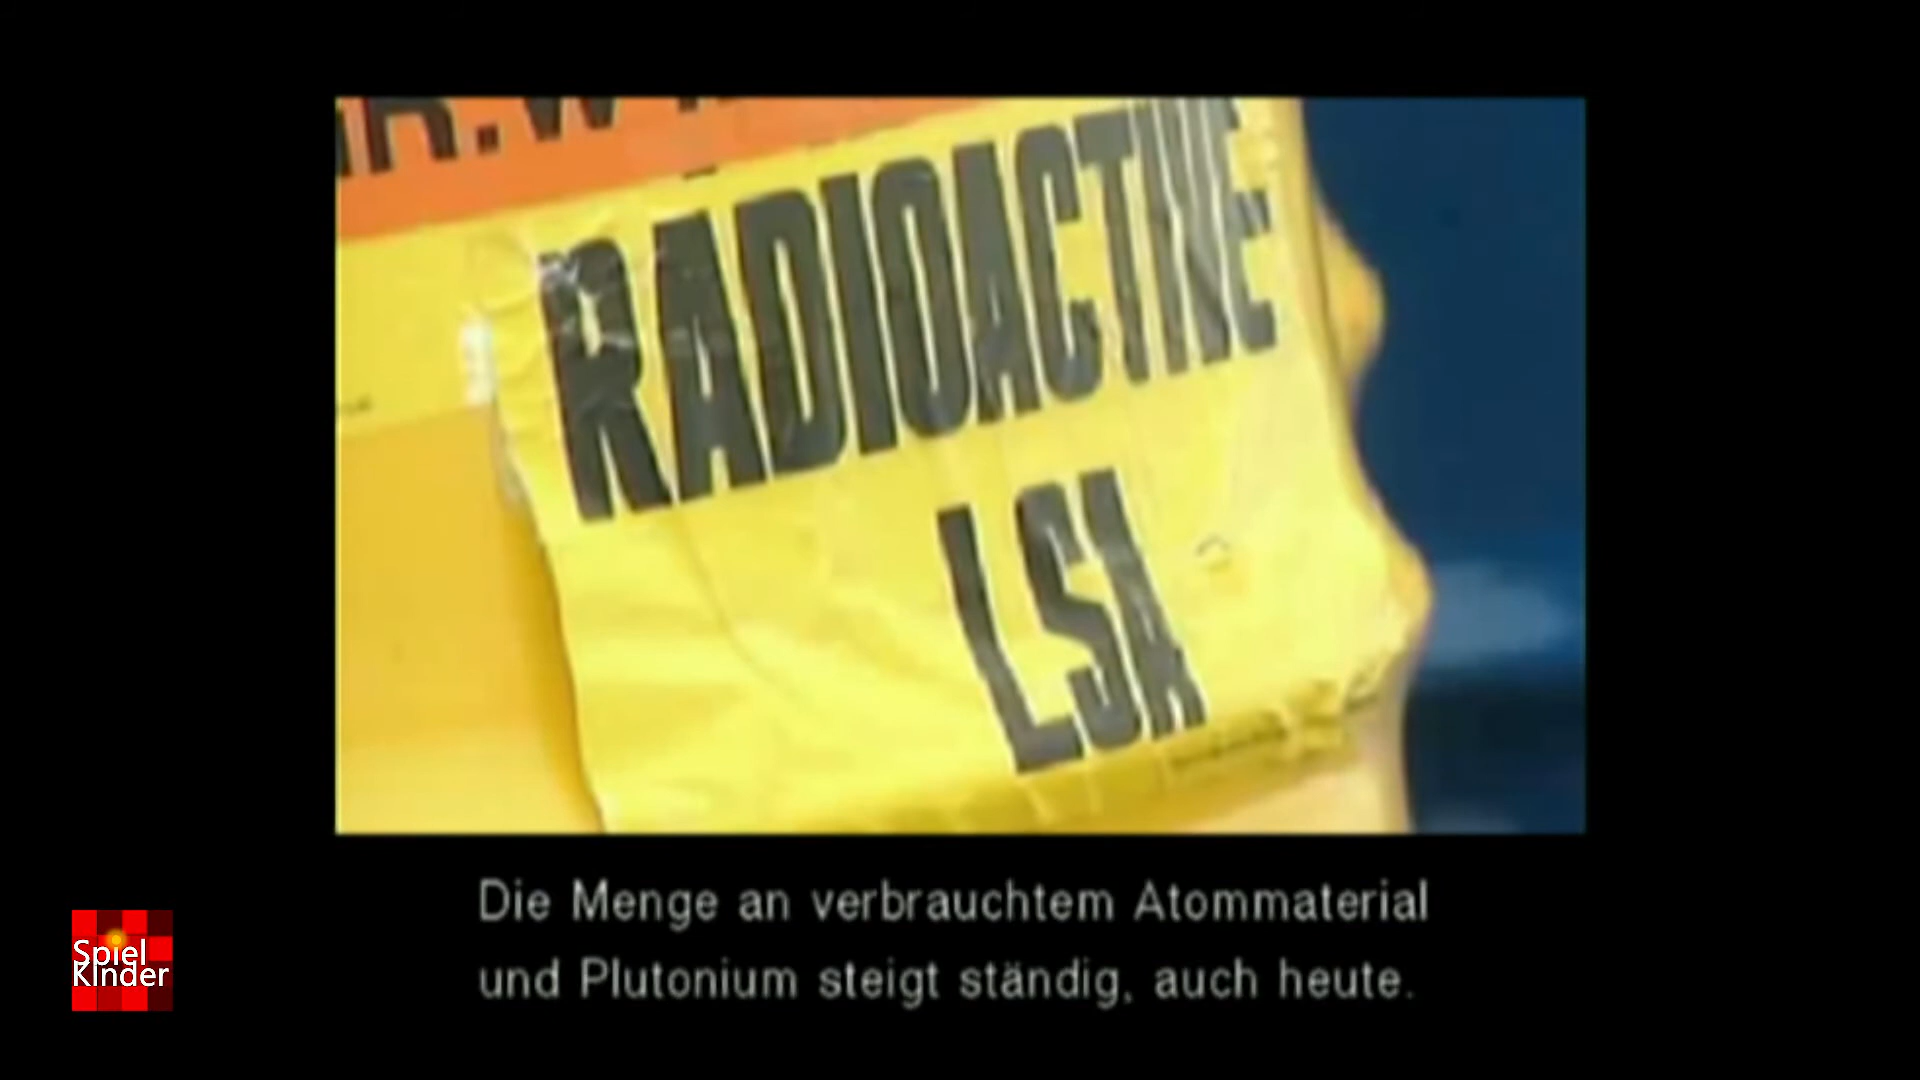 RADIOACTIVE
LSA
Die Menge an verbrauchtem Atommaterial
und Plutonium steigt ständig, auch heute.
Spiel
Kinder